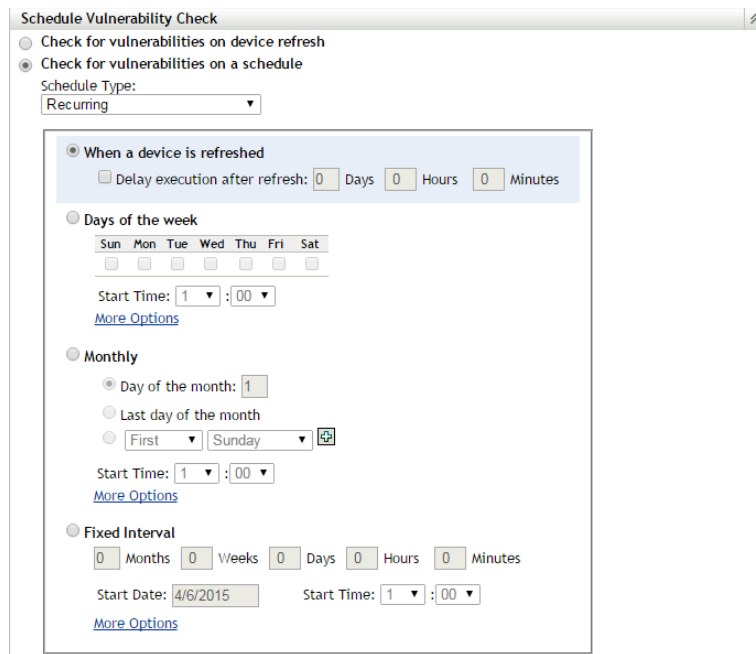 Schedule Vulnerability Check
Check for vulnerabilities on device refresh
Check for vulnerabilities on a schedule
Schedule Type:
Recurring
When a device is refreshed
Delay execution after refresh: 0 Days 0 Hours 0 Minutes
Days of the week
Sun Mon Tue Wed Thu Fri Sat
Start Time: 1 : 00
More Options
Monthly
Day of the month: 1
Last day of the month
First Sunday
Start Time: 1 : 00
More Options
Fixed Interval
0 Months 0 Weeks 0 Days 0 Hours 0 Minutes
Start Date: 4/6/2015 Start Time: 1 : 00
More Options